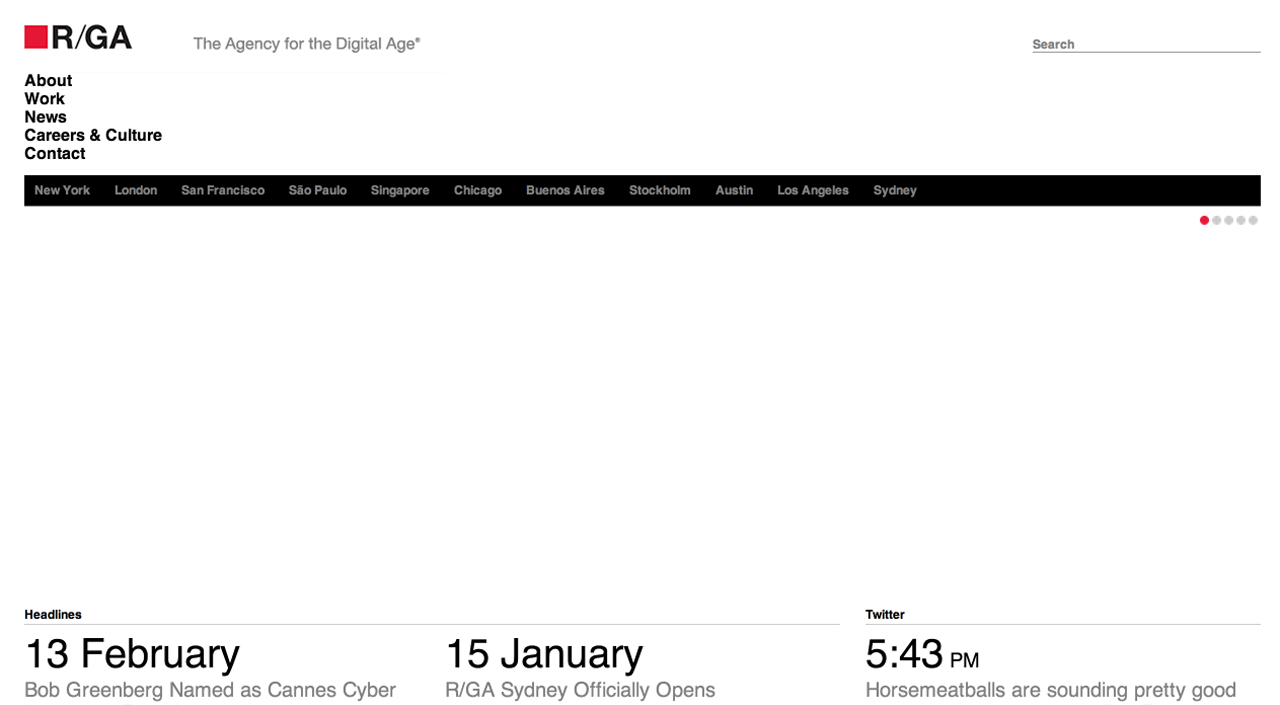 R/GA The Agency for the Digital Age® Search
About
Work
News
Careers & Culture
Contact
New York London San Francisco São Paulo Singapore Chicago Buenos Aires Stockholm Austin Los Angeles Sydney
Headlines
13 February
Bob Greenberg Named as Cannes Cyber
15 January
R/GA Sydney Officially Opens
Twitter
5:43 PM
Horsemeatballs are sounding pretty good